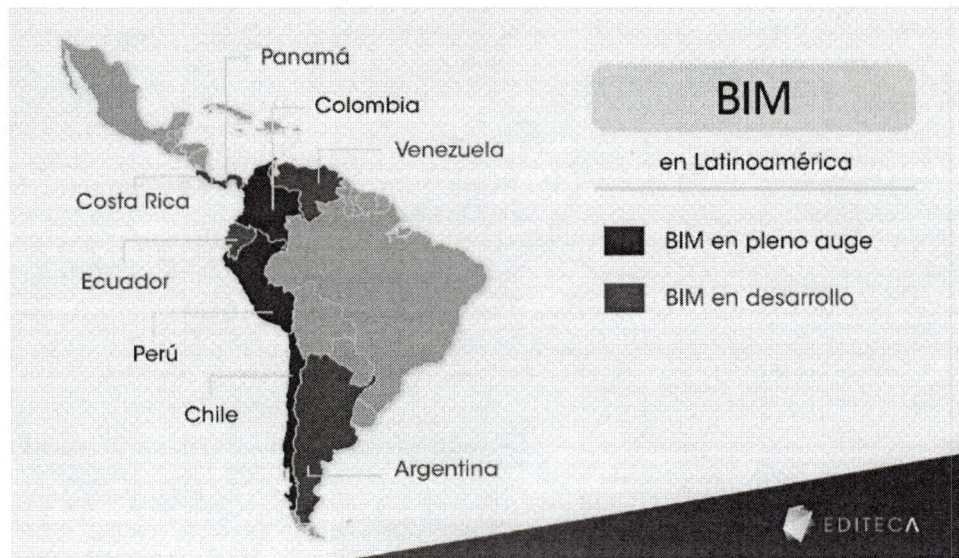 Panamá
Colombia
Venezuela
Costa Rica
Ecuador
Perú
Chile
Argentina
BIM
en Latinoamérica
BIM en pleno auge
BIM en desarrollo
EDITECA